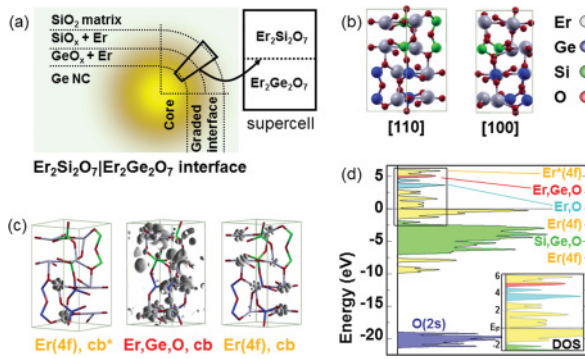 (a)
SiO₂ matrix
SiOₓ + Er
GeOₓ + Er
Ge NC
Core
Graded
Interface
Er₂Si₂O₇
Er₂Ge₂O₇
supercell
Er₂Si₂O₇|Er₂Ge₂O₇ interface
(b)
Er
Ge
Si
O
[110]
[100]
(c)
Er(4f), cb*
Er,Ge,O, cb
Er(4f), cb
(d)
Energy (eV)
5
0
-5
-10
-15
-20
Er*(4f)
Er,Ge,O
Er,O
Er(4f)
Si,Ge,O
Er(4f)
O(2s)
6
4
2
E_F
-2
DOS